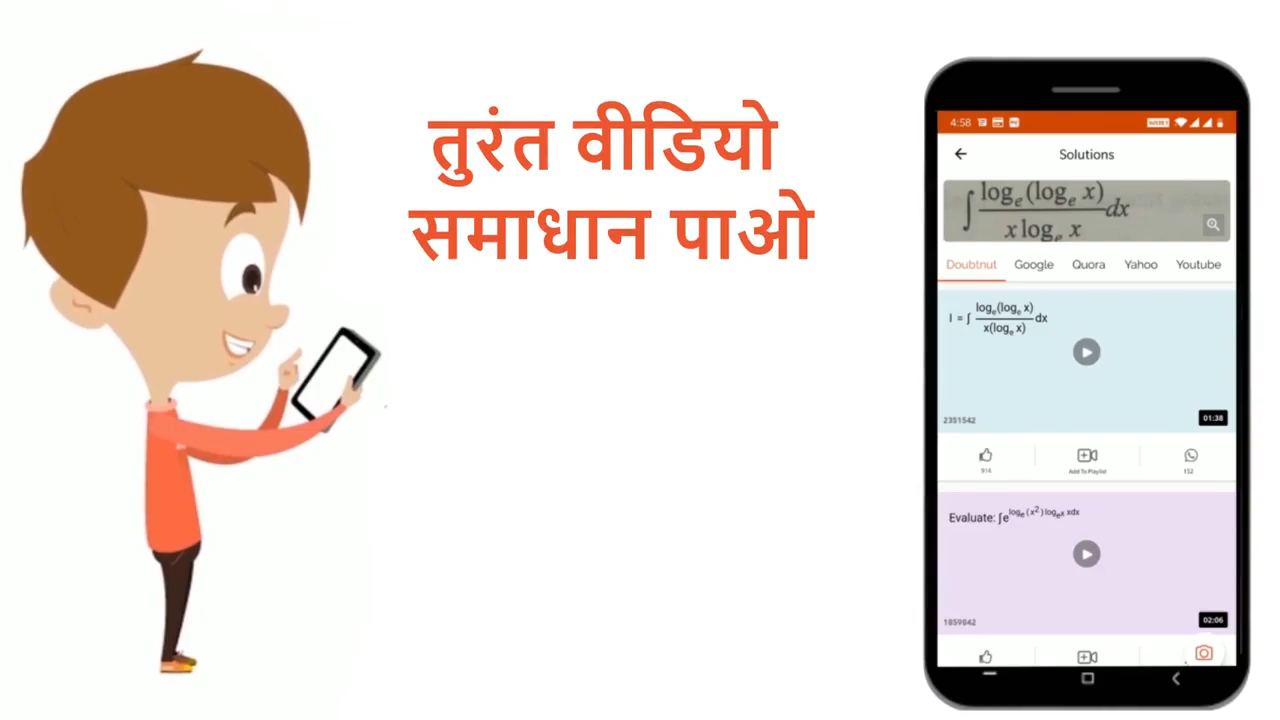 तुरंत वीडियो
समाधान पाओ
4:58
Solutions
∫ logₑ(logₑ x) / x logₑ x dx
Doubtnut Google Quora Yahoo Youtube
I = ∫ logₑ(logₑ x) / x(logₑ x) dx
2351542 01:38
914 Add To Playlist 152
Evaluate: ∫e^logₑ(x²)logₑx xdx
1859842 02:06